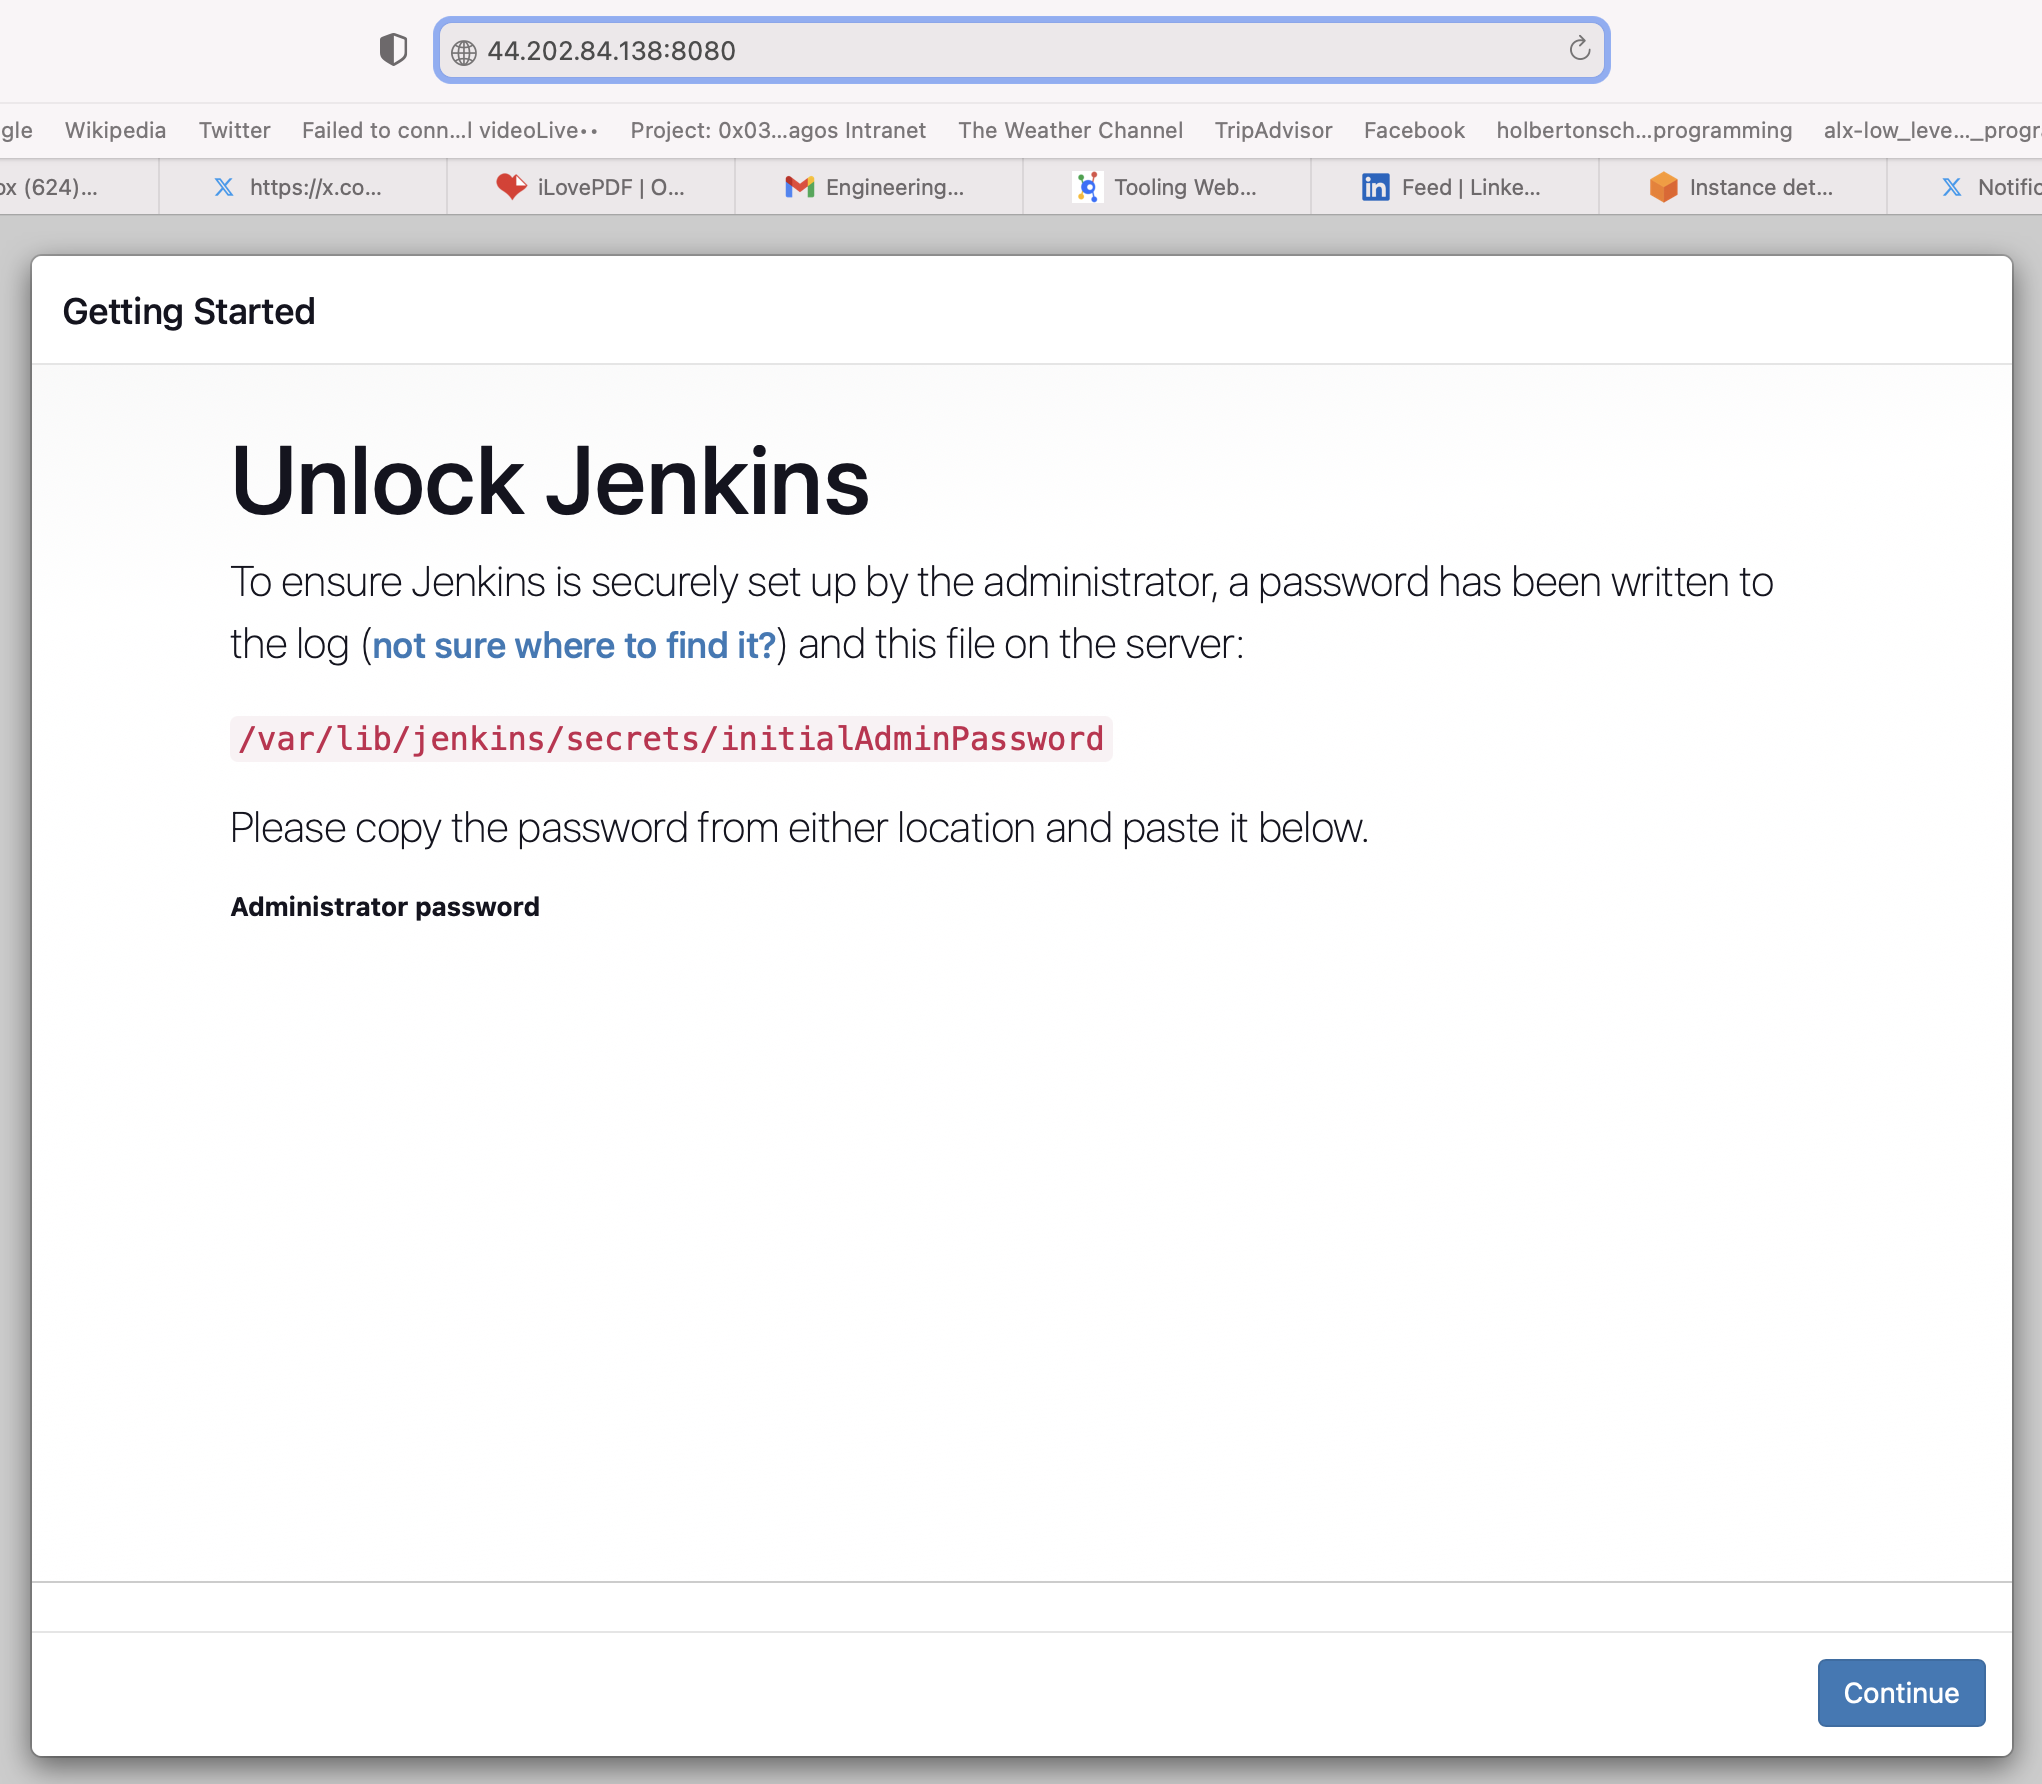 44.202.84.138:8080
gle Wikipedia Twitter Failed to conn...l videoLive•• Project: 0x03...agos Intranet The Weather Channel TripAdvisor Facebook holbertonsch...programming alx-low_leve..._progr
ox (624)... https://x.co... iLovePDF | O... Engineering... Tooling Web... Feed | Linke... Instance det... Notific
Getting Started
Unlock Jenkins
To ensure Jenkins is securely set up by the administrator, a password has been written to
the log (not sure where to find it?) and this file on the server:
/var/lib/jenkins/secrets/initialAdminPassword
Please copy the password from either location and paste it below.
Administrator password
Continue